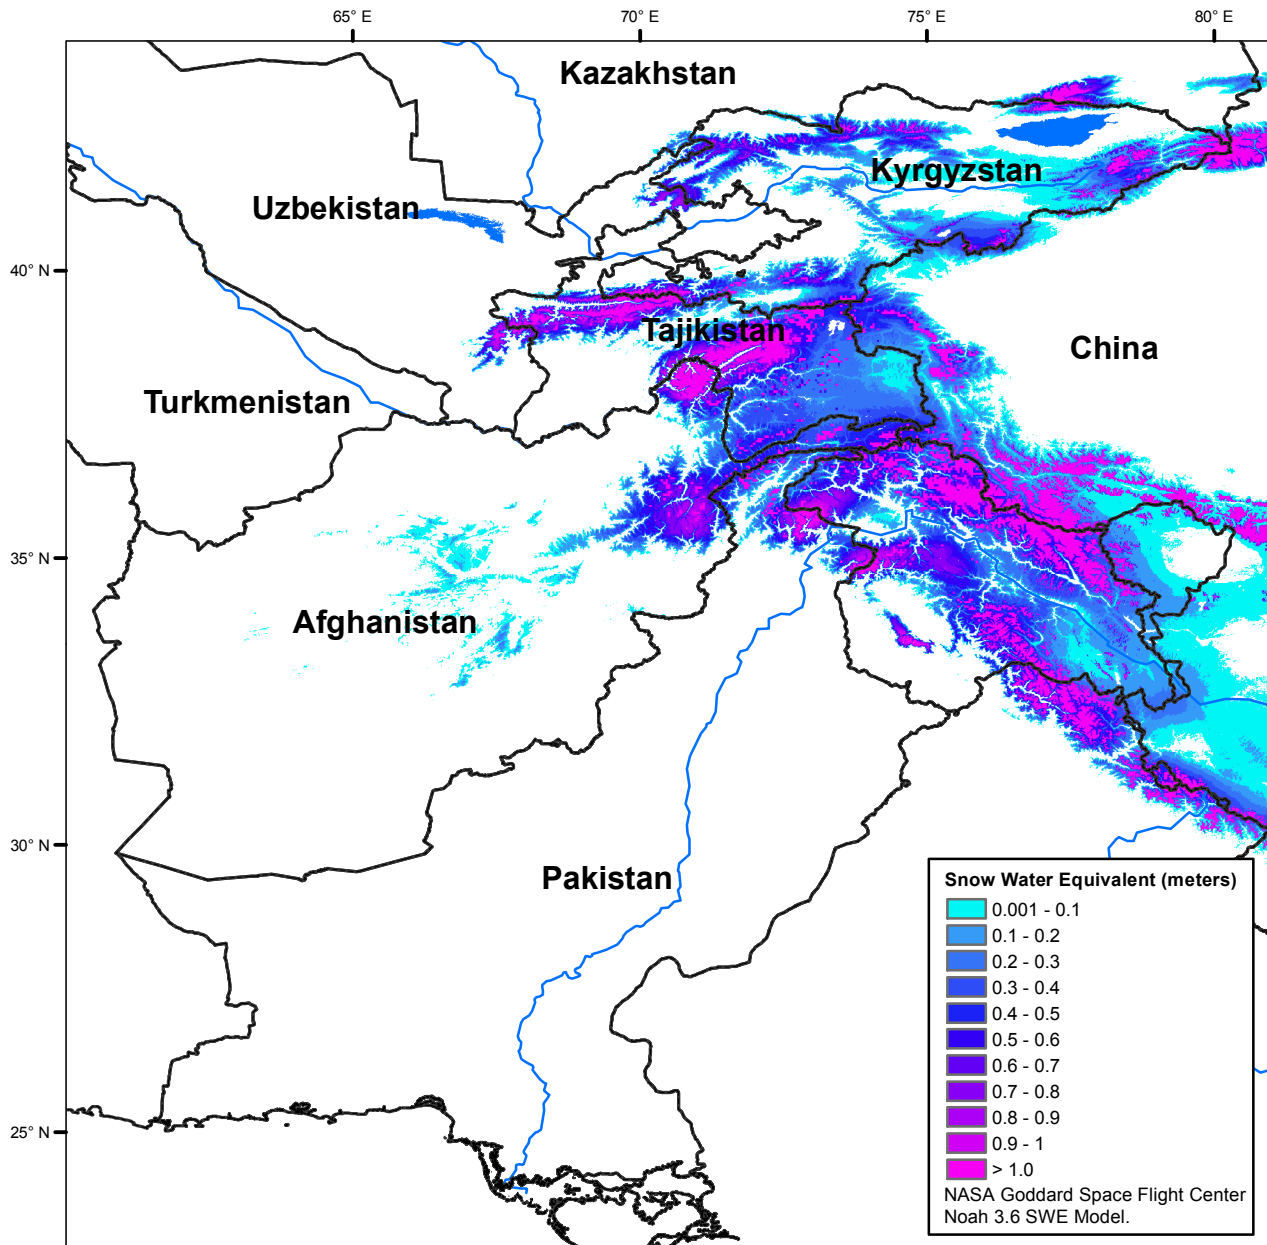 65° E
70° E
75° E
80° E
Kazakhstan
Kyrgyzstan
Uzbekistan
40° N
Tajikistan
China
Turkmenistan
35° N
Afghanistan
30° N
Pakistan
25° N
Snow Water Equivalent (meters)
0.001 - 0.1
0.1 - 0.2
0.2 - 0.3
0.3 - 0.4
0.4 - 0.5
0.5 - 0.6
0.6 - 0.7
0.7 - 0.8
0.8 - 0.9
0.9 - 1
> 1.0
NASA Goddard Space Flight Center
Noah 3.6 SWE Model.